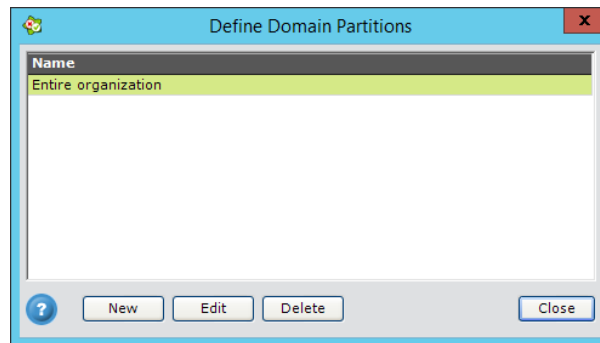 Define Domain Partitions
x
Name
Entire organization
?
New Edit Delete Close